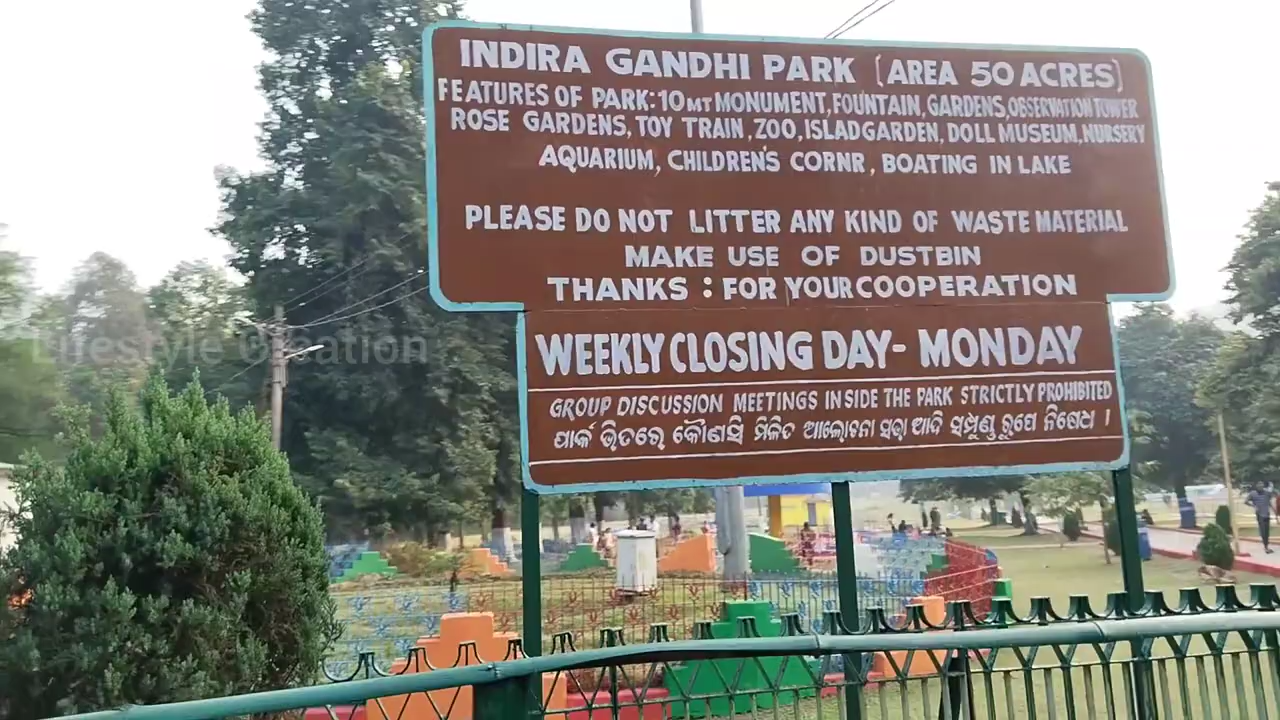 INDIRA GANDHI PARK (AREA 50 ACRES)
FEATURES OF PARK: 10 MT MONUMENT, FOUNTAIN, GARDENS, OBSERVATION TOWER
ROSE GARDENS, TOY TRAIN, ZOO, ISLADGARDEN, DOLL MUSEUM, NURSERY
AQUARIUM, CHILDREN'S CORNR, BOATING IN LAKE
PLEASE DO NOT LITTER ANY KIND OF WASTE MATERIAL
MAKE USE OF DUSTBIN
THANKS : FOR YOUR COOPERATION
WEEKLY CLOSING DAY- MONDAY
GROUP DISCUSSION MEETINGS INSIDE THE PARK STRICTLY PROHIBITED
ପାର୍କ ଭିତରେ କୌଣସି ମିଳିତ ଆଲୋଚନା ସଭା ଆଦି ସମ୍ପୁର୍ଣ୍ଣ ରୁପେ ନିଷେଧ ।
Lifestyle Creation